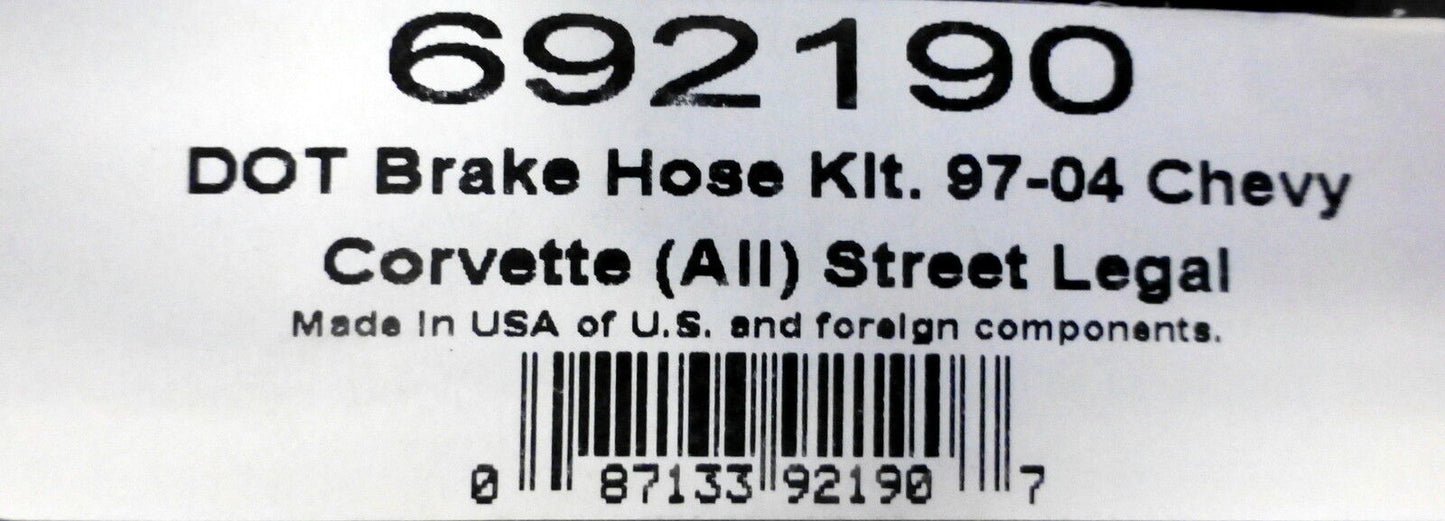 692190
DOT Brake Hose Kit. 97-04 Chevy
Corvette (All) Street Legal
Made In USA of U.S. and foreign components.
0 87133 92190 7